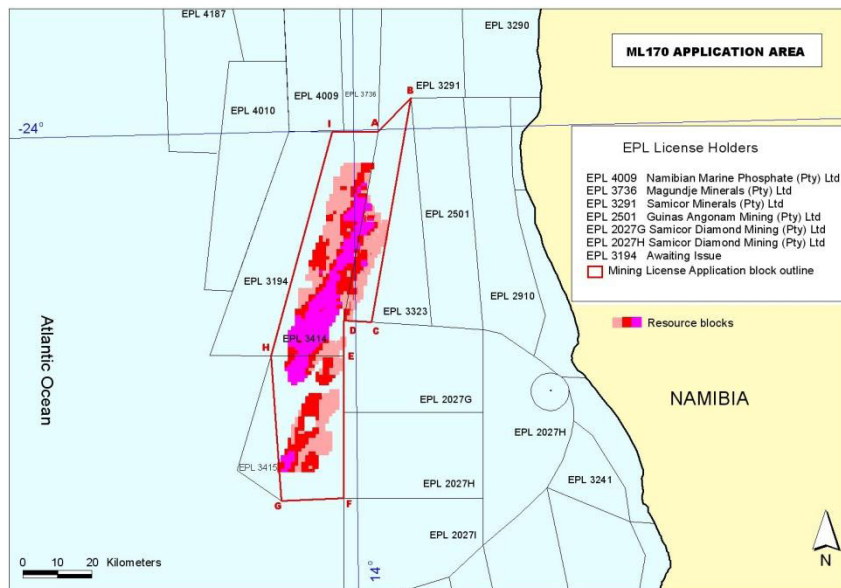 EPL 4187
EPL 3290
ML170 APPLICATION AREA
EPL 3291
B
EPL 4009
EPL 3736
EPL 4010
-24°
I
A
EPL License Holders
EPL 4009 Namibian Marine Phosphate (Pty) Ltd
EPL 3736 Magundje Minerals (Pty) Ltd
EPL 3291 Samicor Minerals (Pty) Ltd
EPL 2501 Guinas Angonam Mining (Pty) Ltd
EPL 2027G Samicor Diamond Mining (Pty) Ltd
EPL 2027H Samicor Diamond Mining (Pty) Ltd
EPL 3194 Awaiting Issue
Mining License Application block outline
EPL 2501
EPL 3194
EPL 2910
EPL 3323
Resource blocks
Atlantic Ocean
D
C
EPL 3414
H
E
NAMIBIA
EPL 2027G
EPL 2027H
EPL 3415
EPL 3241
EPL 2027H
G
F
EPL 2027I
0 10 20 Kilometers
14°
N